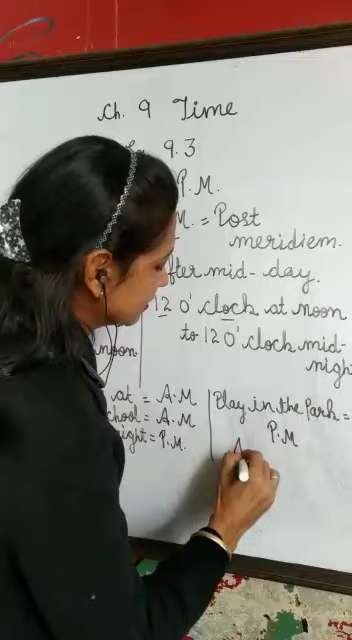 Ch. 9 Time
9.3
P.M.
M. = Post
meridiem.
fter mid-day.
12 O'clock at noon
to 12 O'clock mid-
night
noon
at = A.M
chool = A.M
ight = P.M.
Play in the Park =
P.M
A